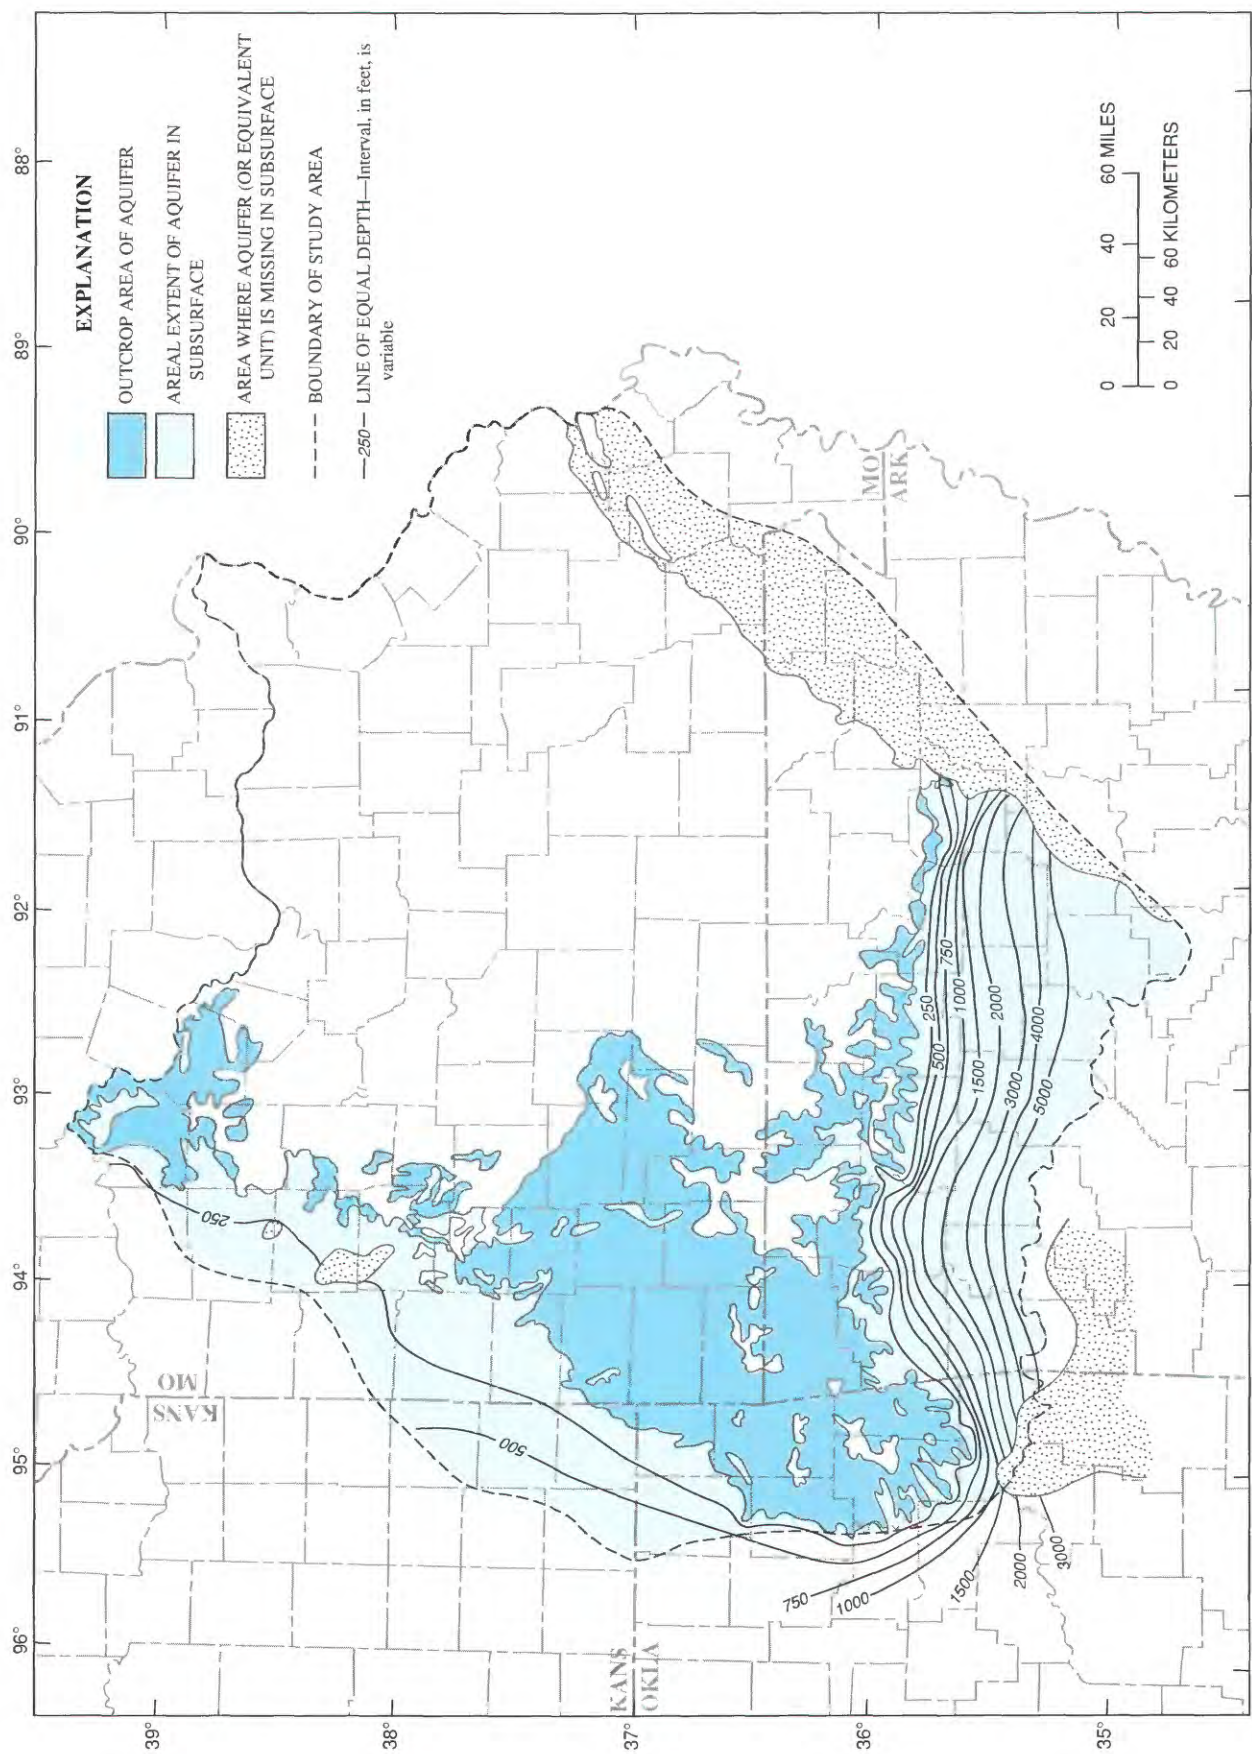 96°
95°
94°
93°
92°
91°
90°
89°
88°
39°
38°
37°
36°
35°
EXPLANATION
OUTCROP AREA OF AQUIFER
AREAL EXTENT OF AQUIFER IN
SUBSURFACE
AREA WHERE AQUIFER (OR EQUIVALENT
UNIT) IS MISSING IN SUBSURFACE
BOUNDARY OF STUDY AREA
—250— LINE OF EQUAL DEPTH—Interval, in feet, is
variable
KANS
MO
KANS
OKLA
MO
ARK
250
500
750
1000
1500
2000
3000
250
500
750
1000
1500
2000
3000
4000
5000
0 20 40 60 MILES
0 20 40 60 KILOMETERS